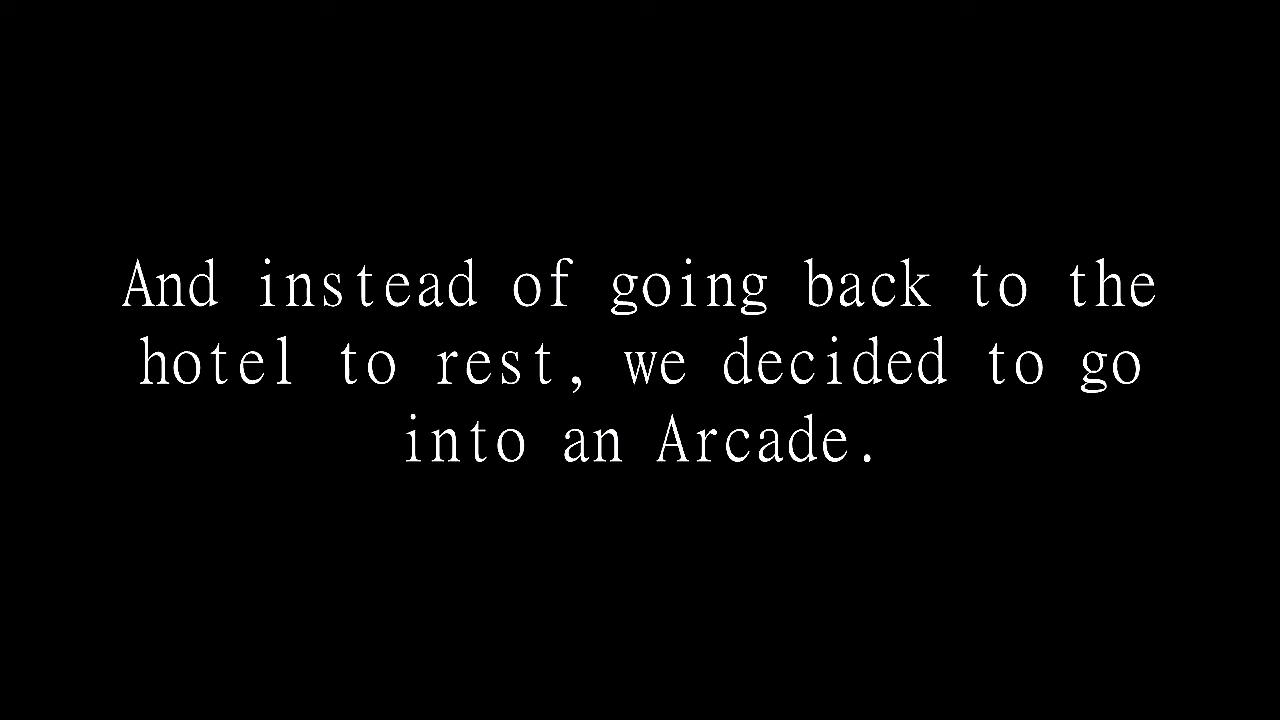 And instead of going back to the
hotel to rest, we decided to go
into an Arcade.